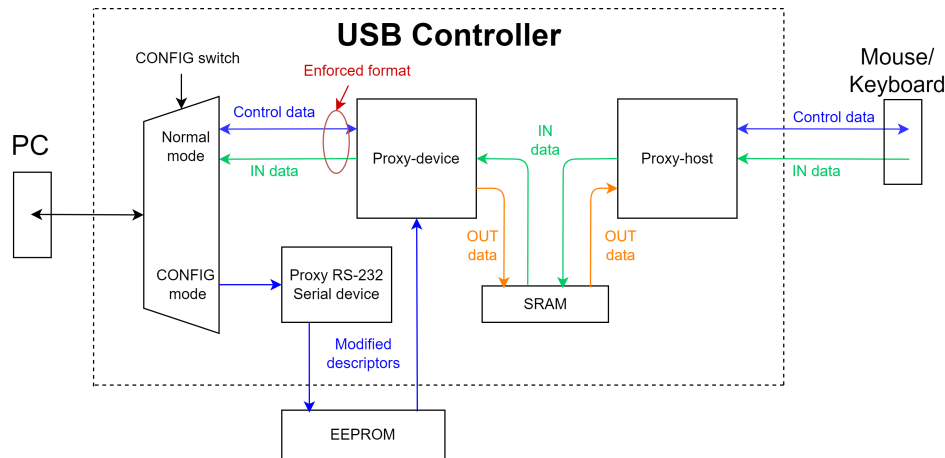 USB Controller
CONFIG switch
Mouse/
Keyboard
Enforced format
Control data
Control data
PC
Normal
mode
Proxy-device
IN
data
Proxy-host
IN data
IN data
OUT
data
OUT
data
CONFIG
mode
Proxy RS-232
Serial device
SRAM
Modified
descriptors
EEPROM